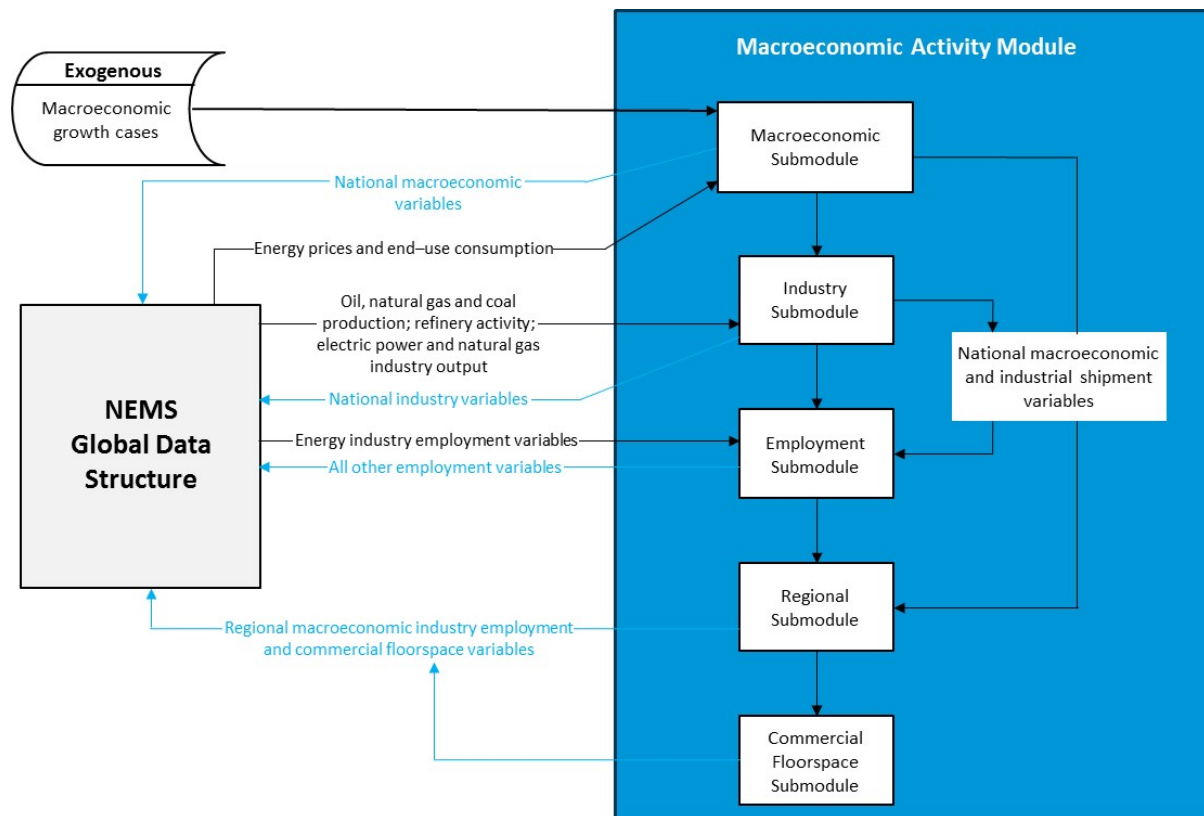 Macroeconomic Activity Module
Exogenous
Macroeconomic
growth cases
Macroeconomic
Submodule
National macroeconomic
variables
Energy prices and end–use consumption
Industry
Submodule
Oil, natural gas and coal
production; refinery activity;
electric power and natural gas
industry output
National macroeconomic
and industrial shipment
variables
National industry variables
NEMS
Global Data
Structure
Energy industry employment variables
All other employment variables
Employment
Submodule
Regional
Submodule
Regional macroeconomic industry employment
and commercial floorspace variables
Commercial
Floorspace
Submodule